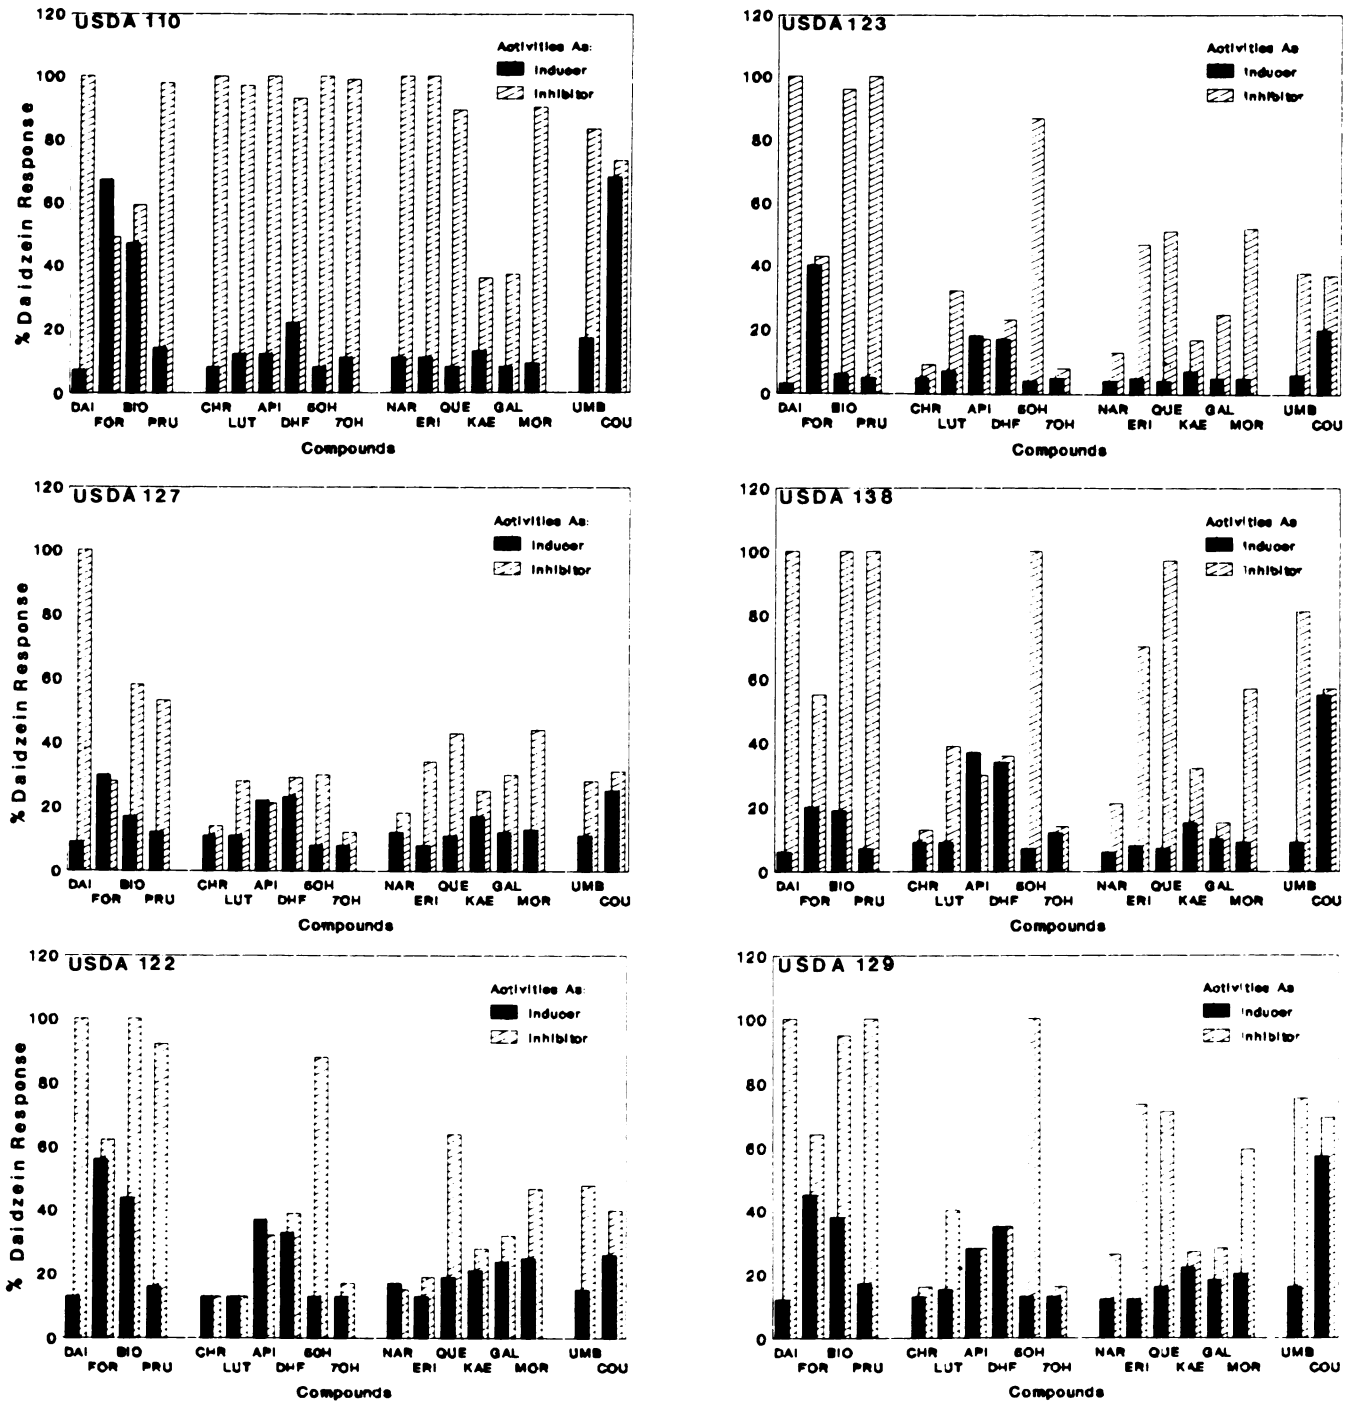 USDA 110
Activities As:
Inducer
Inhibitor
120
100
80
60
40
20
0
% Daidzein Response
DAI BIO CHR API 6OH NAR QUE GAL UMB
FOR PRU LUT DHF 7OH ERI KAE MOR COU
Compounds
USDA 123
Activities As
Inducer
Inhibitor
120
100
80
60
40
20
0
DAI BIO CHR API 6OH NAR QUE GAL UMB
FOR PRU LUT DHF 7OH ERI KAE MOR COU
Compounds
USDA 127
Activities As:
Inducer
Inhibitor
120
100
80
60
40
20
0
% Daidzein Response
DAI BIO CHR API 6OH NAR QUE GAL UMB
FOR PRU LUT DHF 7OH ERI KAE MOR COU
Compounds
USDA 138
Activities As
Inducer
Inhibitor
120
100
80
60
40
20
0
DAI BIO CHR API 6OH NAR QUE GAL UMB
FOR PRU LUT DHF 7OH ERI KAE MOR COU
Compounds
USDA 122
Activities As:
Inducer
Inhibitor
120
100
80
60
40
20
0
% Daidzein Response
DAI BIO CHR API 6OH NAR QUE GAL UMB
FOR PRU LUT DHF 7OH ERI KAE MOR COU
Compounds
USDA 129
Activities As:
Inducer
Inhibitor
120
100
80
60
40
20
0
DAI BIO CHR API 6OH NAR QUE GAL UMB
FOR PRU LUT DHF 7OH ERI KAE MOR COU
Compounds